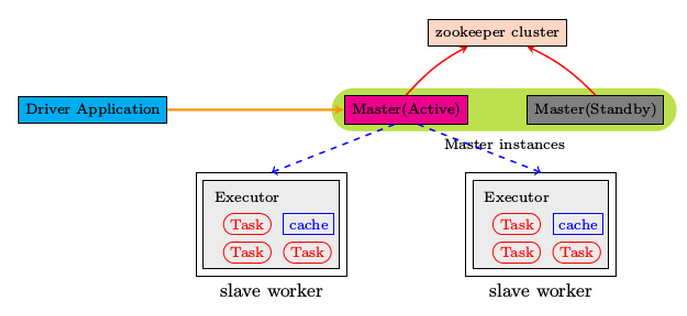 zookeeper cluster
Driver Application
Master(Active)
Master(Standby)
Master instances
Executor
Task
cache
Task
Task
slave worker
Executor
Task
cache
Task
Task
slave worker